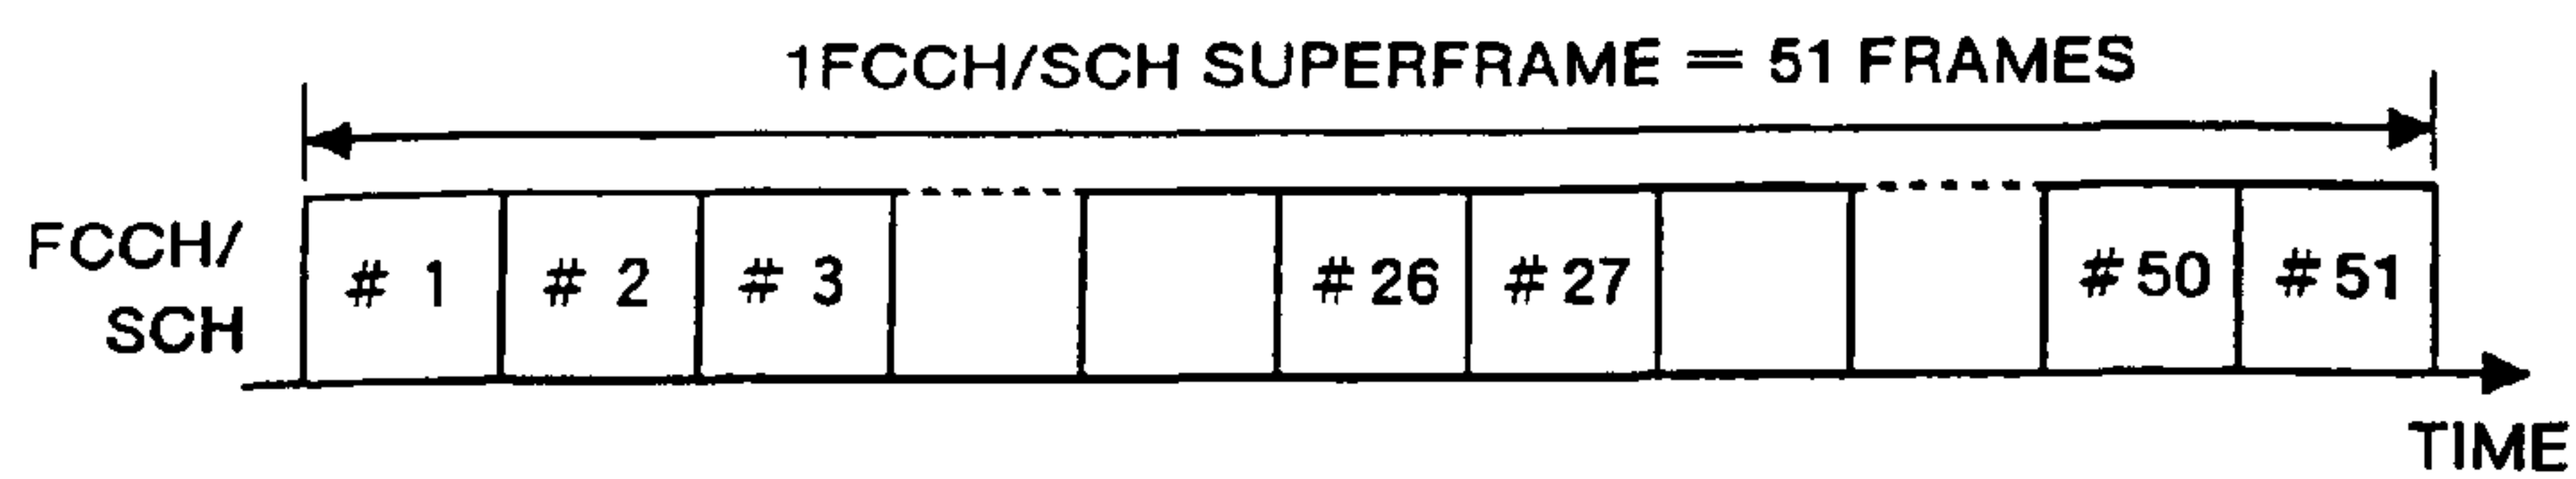 1FCCH/SCH SUPERFRAME = 51 FRAMES
FCCH/
SCH
# 1 # 2 # 3 # 26 # 27 # 50 # 51
TIME